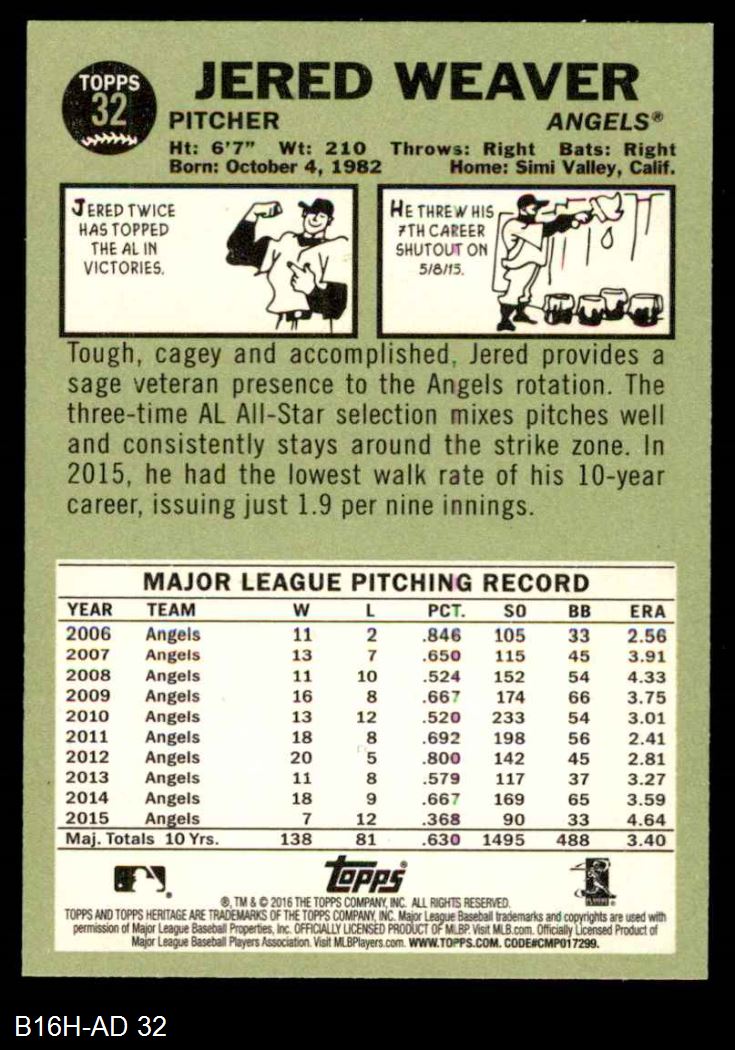 TOPPS
32
JERED WEAVER
PITCHER ANGELS®
Ht: 6'7" Wt: 210 Throws: Right Bats: Right
Born: October 4, 1982 Home: Simi Valley, Calif.
JERED TWICE
HAS TOPPED
THE AL IN
VICTORIES.
HE THREW HIS
7TH CAREER
SHUTOUT ON
5/8/15.
Tough, cagey and accomplished, Jered provides a
sage veteran presence to the Angels rotation. The
three-time AL All-Star selection mixes pitches well
and consistently stays around the strike zone. In
2015, he had the lowest walk rate of his 10-year
career, issuing just 1.9 per nine innings.
MAJOR LEAGUE PITCHING RECORD
YEAR TEAM W L PCT. SO BB ERA
2006 Angels 11 2 .846 105 33 2.56
2007 Angels 13 7 .650 115 45 3.91
2008 Angels 11 10 .524 152 54 4.33
2009 Angels 16 8 .667 174 66 3.75
2010 Angels 13 12 .520 233 54 3.01
2011 Angels 18 8 .692 198 56 2.41
2012 Angels 20 5 .800 142 45 2.81
2013 Angels 11 8 .579 117 37 3.27
2014 Angels 18 9 .667 169 65 3.59
2015 Angels 7 12 .368 90 33 4.64
Maj. Totals 10 Yrs. 138 81 .630 1495 488 3.40
Topps®
PLAYERS
®, TM & © 2016 THE TOPPS COMPANY, INC. ALL RIGHTS RESERVED.
TOPPS AND TOPPS HERITAGE ARE TRADEMARKS OF THE TOPPS COMPANY, INC. Major League Baseball trademarks and copyrights are used with
permission of Major League Baseball Properties, Inc. OFFICIALLY LICENSED PRODUCT OF MLBP. Visit MLB.com. Officially Licensed Product of
Major League Baseball Players Association. Visit MLBPlayers.com. WWW.TOPPS.COM. CODE#CMP017299.
B16H-AD 32